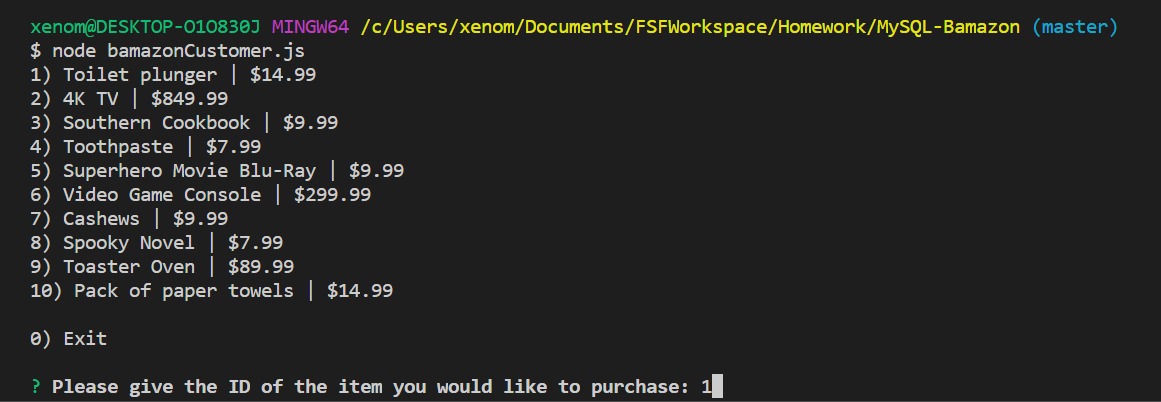 xenom@DESKTOP-O1O830J MINGW64 /c/Users/xenom/Documents/FSFWorkspace/Homework/MySQL-Bamazon (master)
$ node bamazonCustomer.js
1) Toilet plunger | $14.99
2) 4K TV | $849.99
3) Southern Cookbook | $9.99
4) Toothpaste | $7.99
5) Superhero Movie Blu-Ray | $9.99
6) Video Game Console | $299.99
7) Cashews | $9.99
8) Spooky Novel | $7.99
9) Toaster Oven | $89.99
10) Pack of paper towels | $14.99
0) Exit
? Please give the ID of the item you would like to purchase: 1